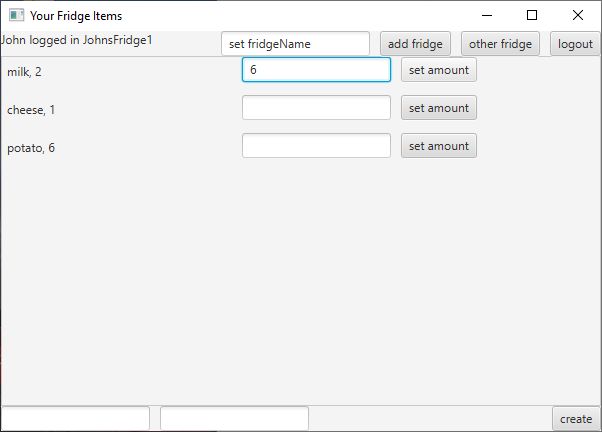 Your Fridge Items
John logged in JohnsFridge1 set fridgeName add fridge other fridge logout
milk, 2 6 set amount
cheese, 1 set amount
potato, 6 set amount
create